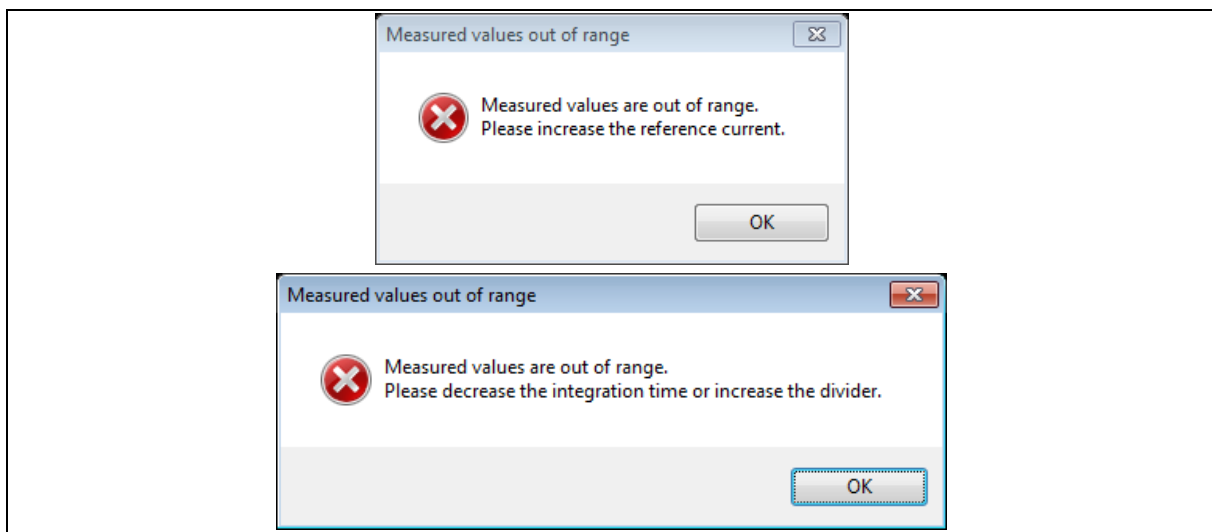 Measured values out of range
Measured values are out of range.
Please increase the reference current.
OK
Measured values out of range
Measured values are out of range.
Please decrease the integration time or increase the divider.
OK